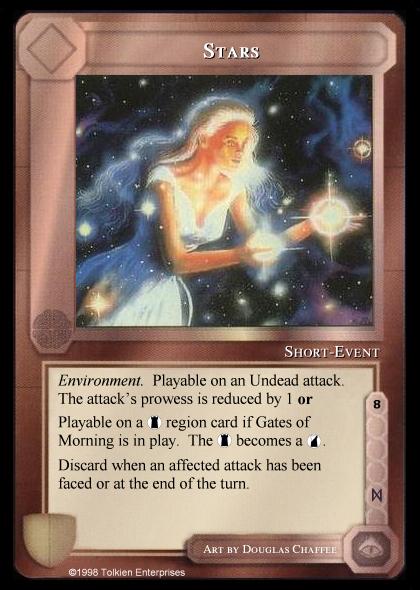 STARS
SHORT-EVENT
Environment. Playable on an Undead attack.
The attack's prowess is reduced by 1 or
Playable on a region card if Gates of
Morning is in play. The becomes a .
Discard when an affected attack has been
faced or at the end of the turn.
8
ART BY DOUGLAS CHAFFEE
©1998 Tolkien Enterprises